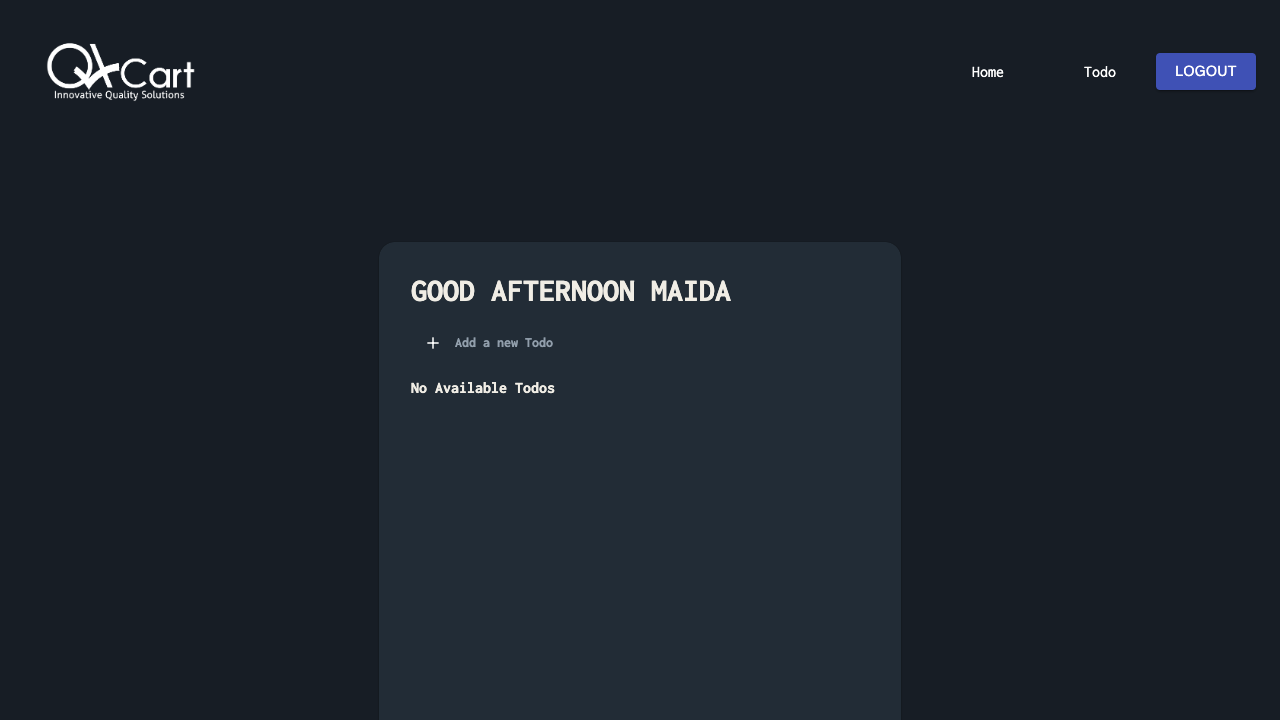 QACart
Innovative Quality Solutions
Home
Todo
LOGOUT
GOOD AFTERNOON MAIDA
+ Add a new Todo
No Available Todos